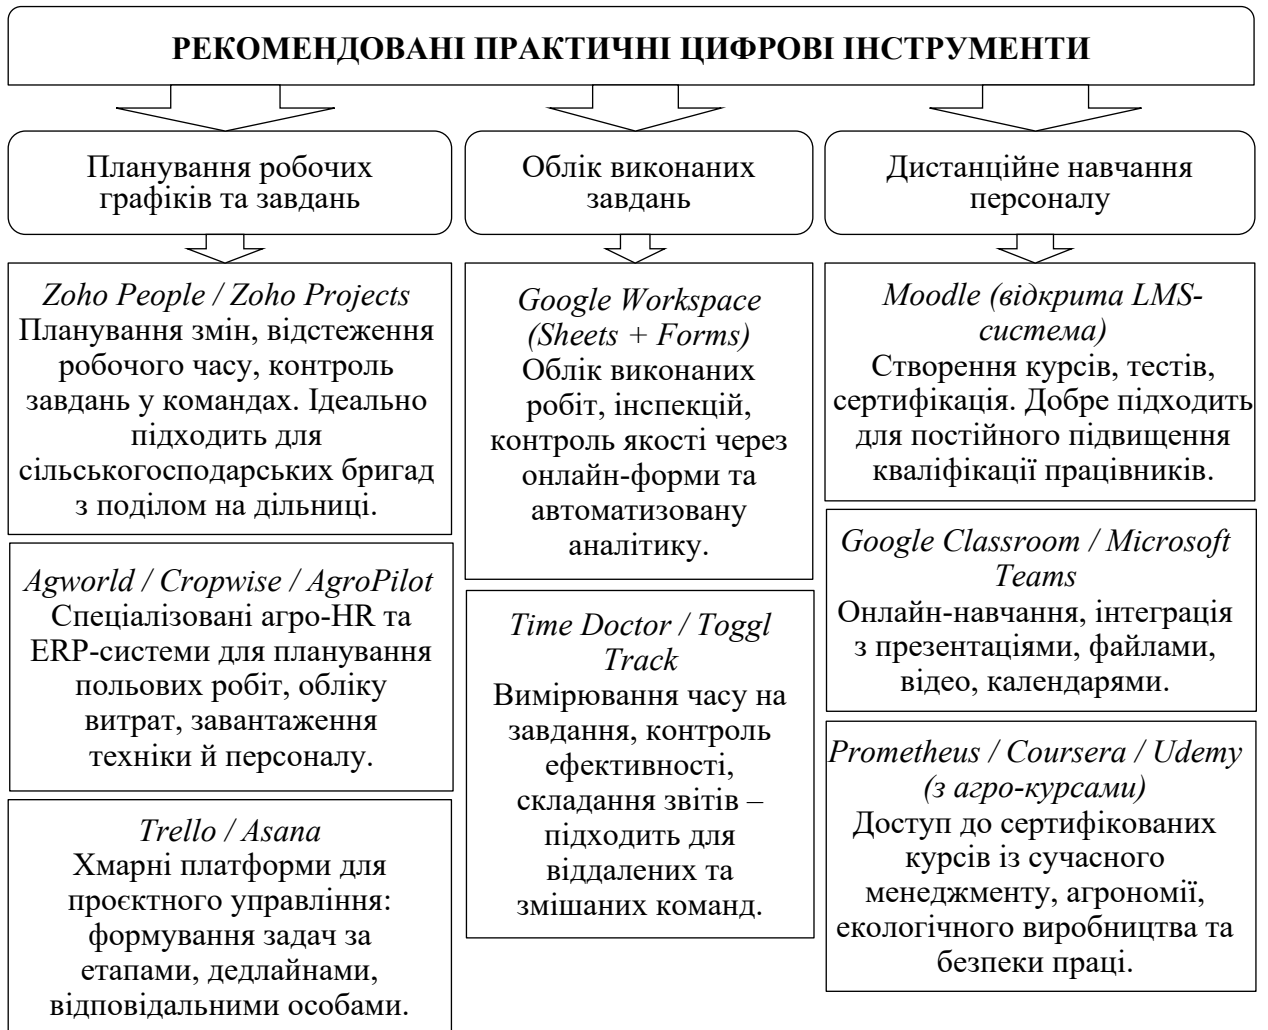 РЕКОМЕНДОВАНІ ПРАКТИЧНІ ЦИФРОВІ ІНСТРУМЕНТИ
Планування робочих
графіків та завдань
Zoho People / Zoho Projects
Планування змін, відстеження
робочого часу, контроль
завдань у командах. Ідеально
підходить для
сільськогосподарських бригад
з поділом на дільниці.
Agworld / Cropwise / AgroPilot
Спеціалізовані агро-HR та
ERP-системи для планування
польових робіт, обліку
витрат, завантаження
техніки й персоналу.
Trello / Asana
Хмарні платформи для
проєктного управління:
формування задач за
етапами, дедлайнами,
відповідальними особами.
Облік виконаних
завдань
Google Workspace
(Sheets + Forms)
Облік виконаних
робіт, інспекцій,
контроль якості через
онлайн-форми та
автоматизовану
аналітику.
Time Doctor / Toggl
Track
Вимірювання часу на
завдання, контроль
ефективності,
складання звітів –
підходить для
віддалених та
змішаних команд.
Дистанційне навчання
персоналу
Moodle (відкрита LMS-
система)
Створення курсів, тестів,
сертифікація. Добре підходить
для постійного підвищення
кваліфікації працівників.
Google Classroom / Microsoft
Teams
Онлайн-навчання, інтеграція
з презентаціями, файлами,
відео, календарями.
Prometheus / Coursera / Udemy
(з агро-курсами)
Доступ до сертифікованих
курсів із сучасного
менеджменту, агрономії,
екологічного виробництва та
безпеки праці.